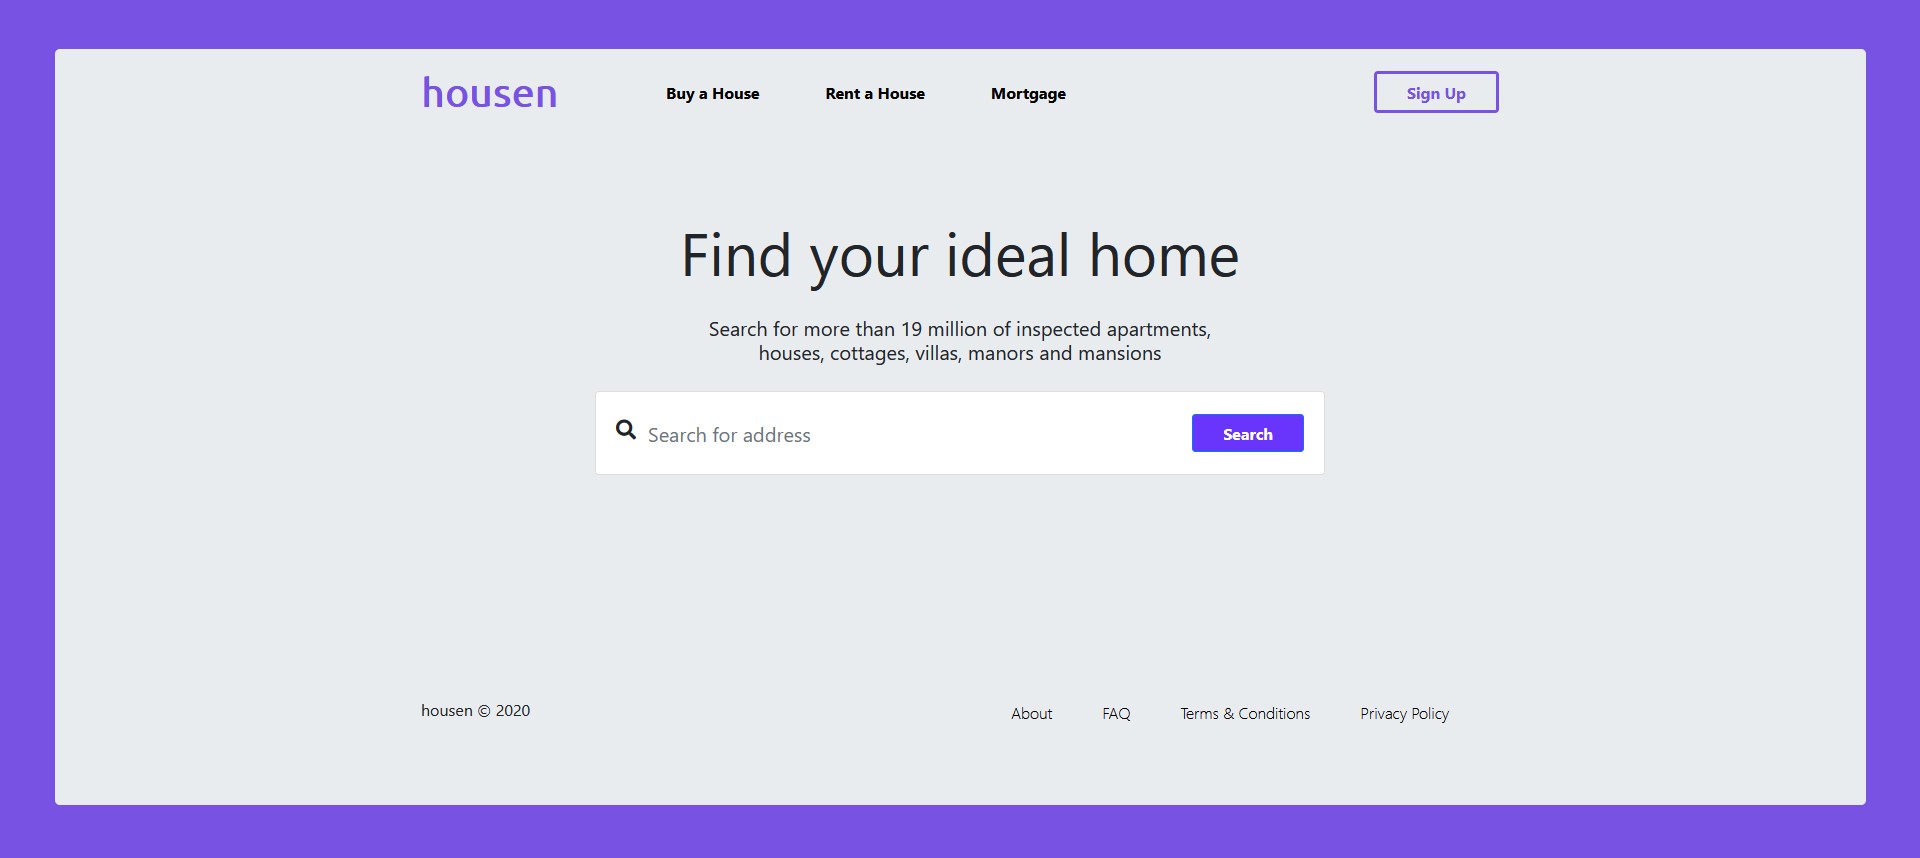 housen Buy a House Rent a House Mortgage Sign Up
Find your ideal home
Search for more than 19 million of inspected apartments,
houses, cottages, villas, manors and mansions
Search for address Search
housen © 2020 About FAQ Terms & Conditions Privacy Policy